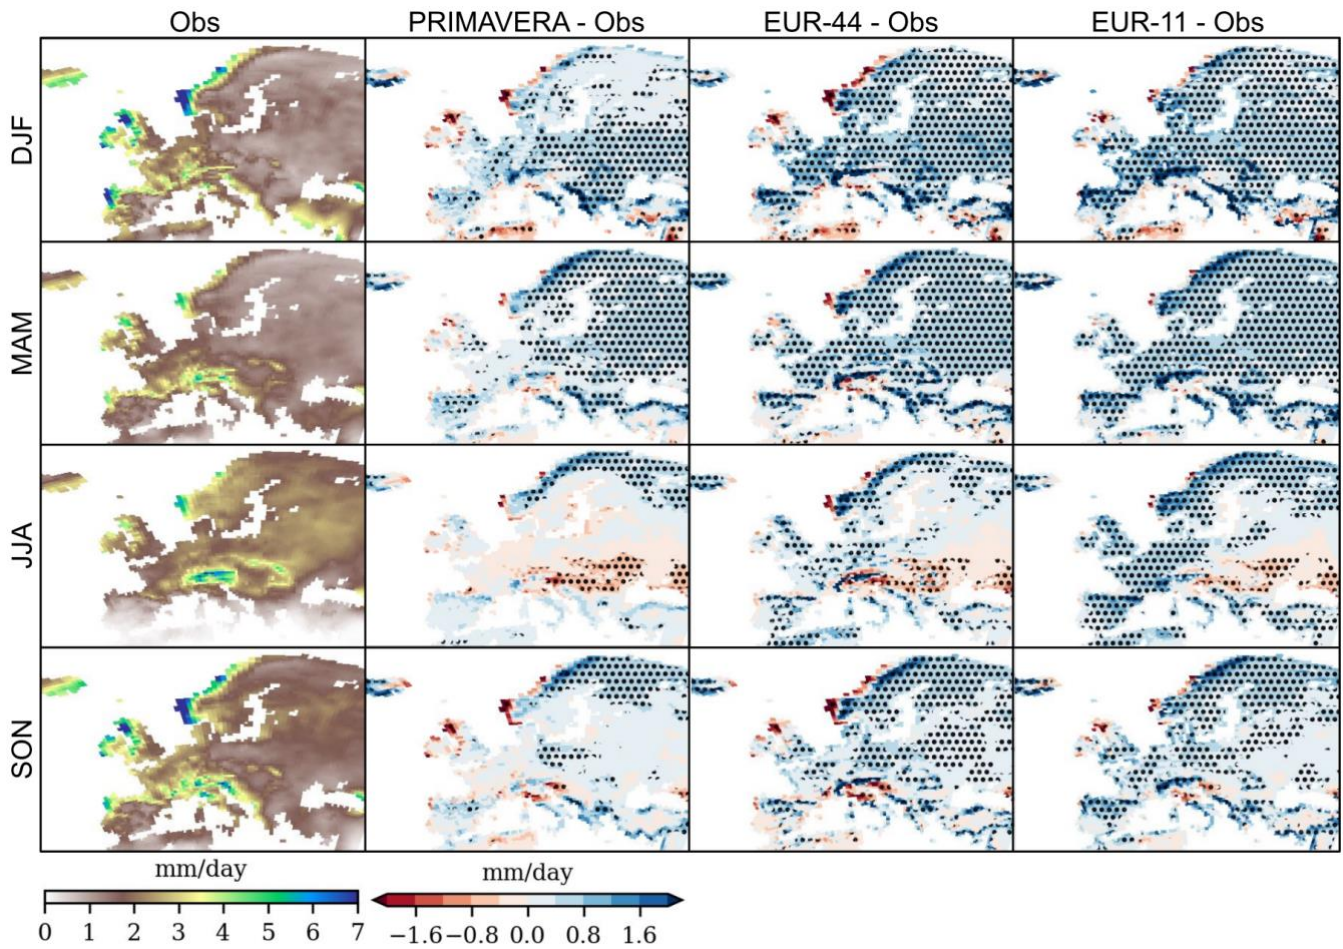 Obs PRIMAVERA - Obs EUR-44 - Obs EUR-11 - Obs
DJF
MAM
JJA
SON
mm/day mm/day
0 1 2 3 4 5 6 7 −1.6 −0.8 0.0 0.8 1.6